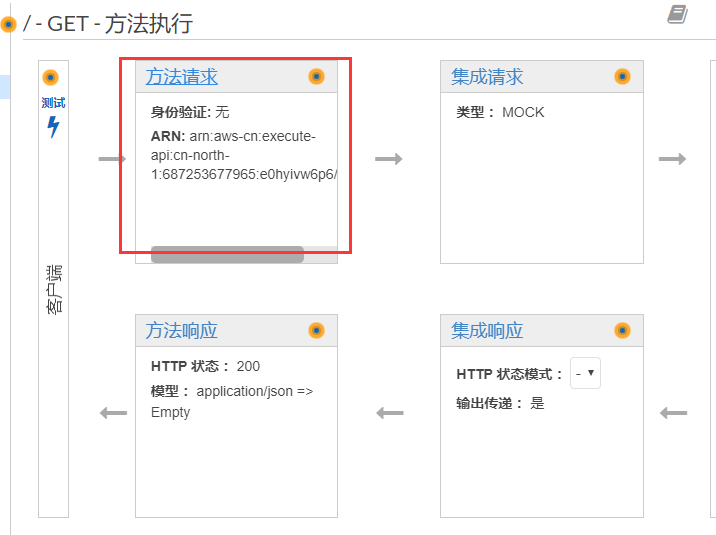 / - GET - 方法执行
测试
客户端
方法请求
身份验证: 无
ARN: arn:aws-cn:execute-
api:cn-north-
1:687253677965:e0hyivw6p6/
集成请求
类型： MOCK
方法响应
HTTP 状态： 200
模型： application/json =>
Empty
集成响应
HTTP 状态模式： -
输出传递： 是